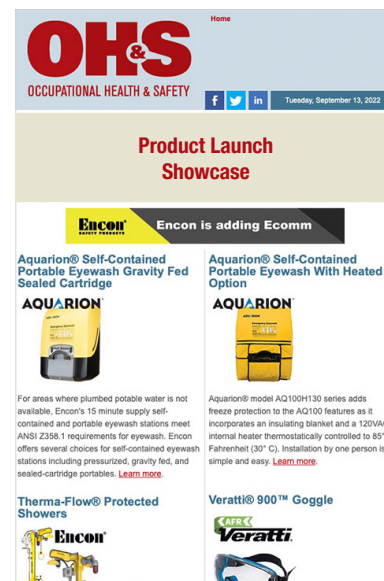 Home
OH&S
OCCUPATIONAL HEALTH & SAFETY
Tuesday, September 13, 2022
Product Launch
Showcase
Encon
SAFETY PRODUCTS
Encon is adding Ecomm
Aquarion® Self-Contained
Portable Eyewash Gravity Fed
Sealed Cartridge
AQUARION
For areas where plumbed potable water is not
available, Encon's 15 minute supply self-
contained and portable eyewash stations meet
ANSI Z358.1 requirements for eyewash. Encon
offers several choices for self-contained eyewash
stations including pressurized, gravity fed, and
sealed-cartridge portables. Learn more.
Aquarion® Self-Contained
Portable Eyewash With Heated
Option
AQUARION
Aquarion® model AQ100H130 series adds
freeze protection to the AQ100 features as it
incorporates an insulating blanket and a 120VA
internal heater thermostatically controlled to 85°
Fahrenheit (30° C). Installation by one person is
simple and easy. Learn more.
Therma-Flow® Protected
Showers
Encon
Veratti® 900™ Goggle
AFR
Veratti.